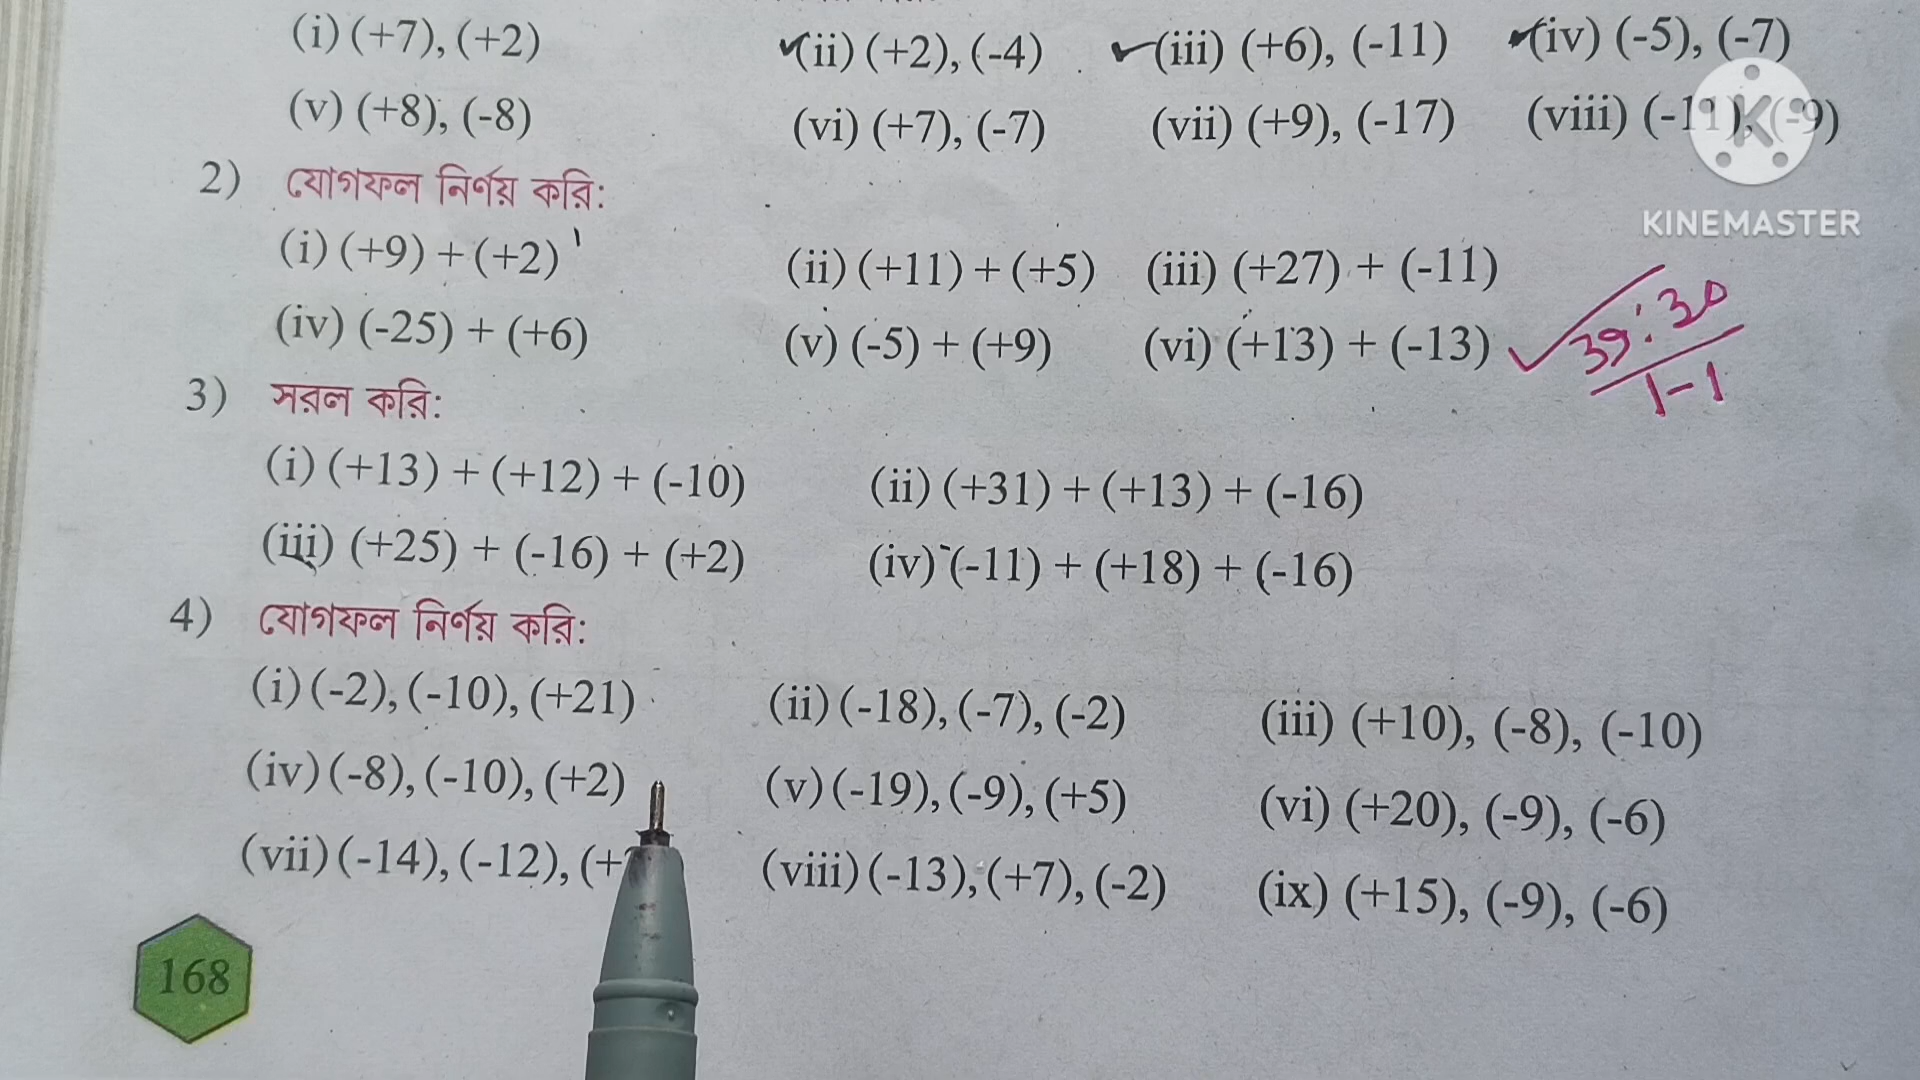 (i) (+7), (+2) (ii) (+2), (-4) (iii) (+6), (-11) (iv) (-5), (-7)
(v) (+8), (-8) (vi) (+7), (-7) (vii) (+9), (-17) (viii) (-11), (-9)
KINEMASTER
2) যোগফল নির্ণয় করি:
(i) (+9) + (+2) (ii) (+11) + (+5) (iii) (+27) + (-11)
(iv) (-25) + (+6) (v) (-5) + (+9) (vi) (+13) + (-13)
39:30
1-1
3) সরল করি:
(i) (+13) + (+12) + (-10) (ii) (+31) + (+13) + (-16)
(iii) (+25) + (-16) + (+2) (iv) (-11) + (+18) + (-16)
4) যোগফল নির্ণয় করি:
(i) (-2), (-10), (+21) (ii) (-18), (-7), (-2) (iii) (+10), (-8), (-10)
(iv) (-8), (-10), (+2) (v) (-19), (-9), (+5) (vi) (+20), (-9), (-6)
(vii) (-14), (-12), (viii) (-13), (+7), (-2) (ix) (+15), (-9), (-6)
168